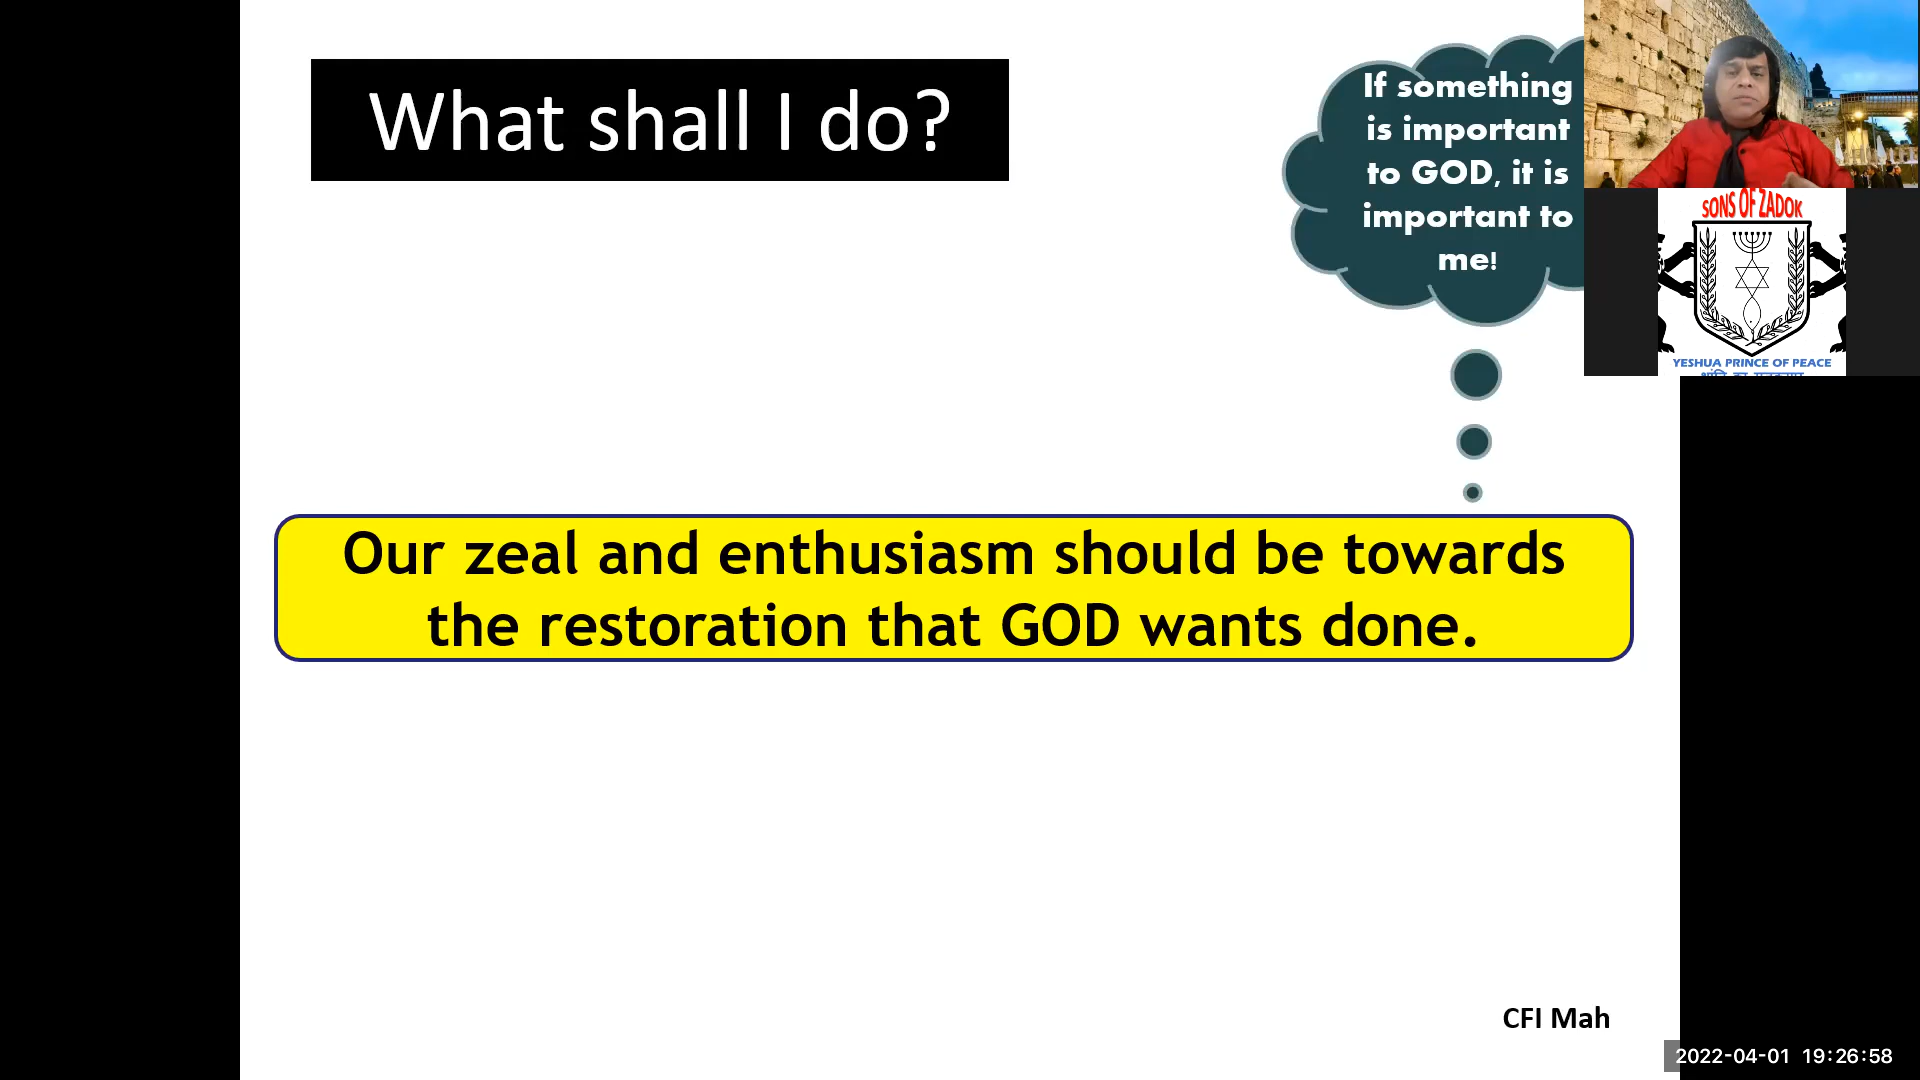 What shall I do?
If something
is important
to GOD, it is
important to
me!
SONS OF ZADOK
YESHUA PRINCE OF PEACE
Our zeal and enthusiasm should be towards
the restoration that GOD wants done.
CFI Mah
2022-04-01 19:26:58